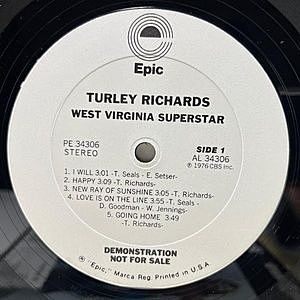 Epic
TURLEY RICHARDS
WEST VIRGINIA SUPERSTAR
PE 34306
STEREO
SIDE 1
AL 34306
℗ 1976 CBS Inc.
1. I WILL 3:01 -T. Seals - E. Setser-
2. HAPPY 3:09 -T. Richards-
3. NEW RAY OF SUNSHINE 3:05 -T. Richards-
4. LOVE IS ON THE LINE 3:55 -T. Seals -
D. Goodman - W. Jennings-
5. GOING HOME 3:49
-T. Richards-
DEMONSTRATION
NOT FOR SALE
"Epic," Marca Reg. Printed in U.S.A.